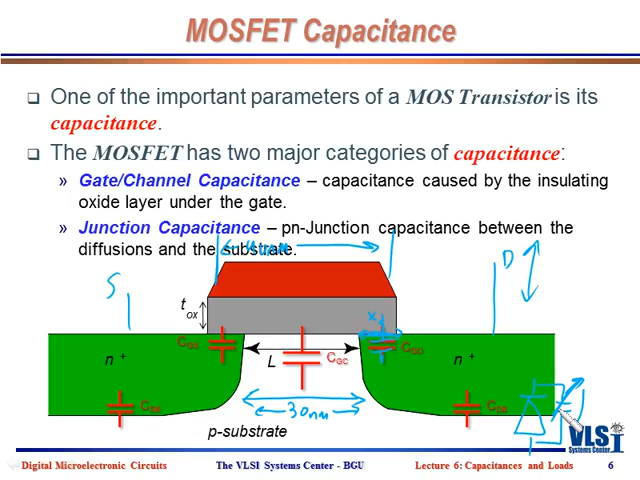 MOSFET Capacitance
One of the important parameters of a MOS Transistor is its
capacitance.
The MOSFET has two major categories of capacitance:
» Gate/Channel Capacitance – capacitance caused by the insulating
oxide layer under the gate.
» Junction Capacitance – pn-Junction capacitance between the
diffusions and the substrate.
S
D
t ox
x
C GS
L
C GC
C GD
n +
n +
30nm
C SB
C DB
p-substrate
VLSI
Systems Center
Digital Microelectronic Circuits
The VLSI Systems Center - BGU
Lecture 6: Capacitances and Loads
6